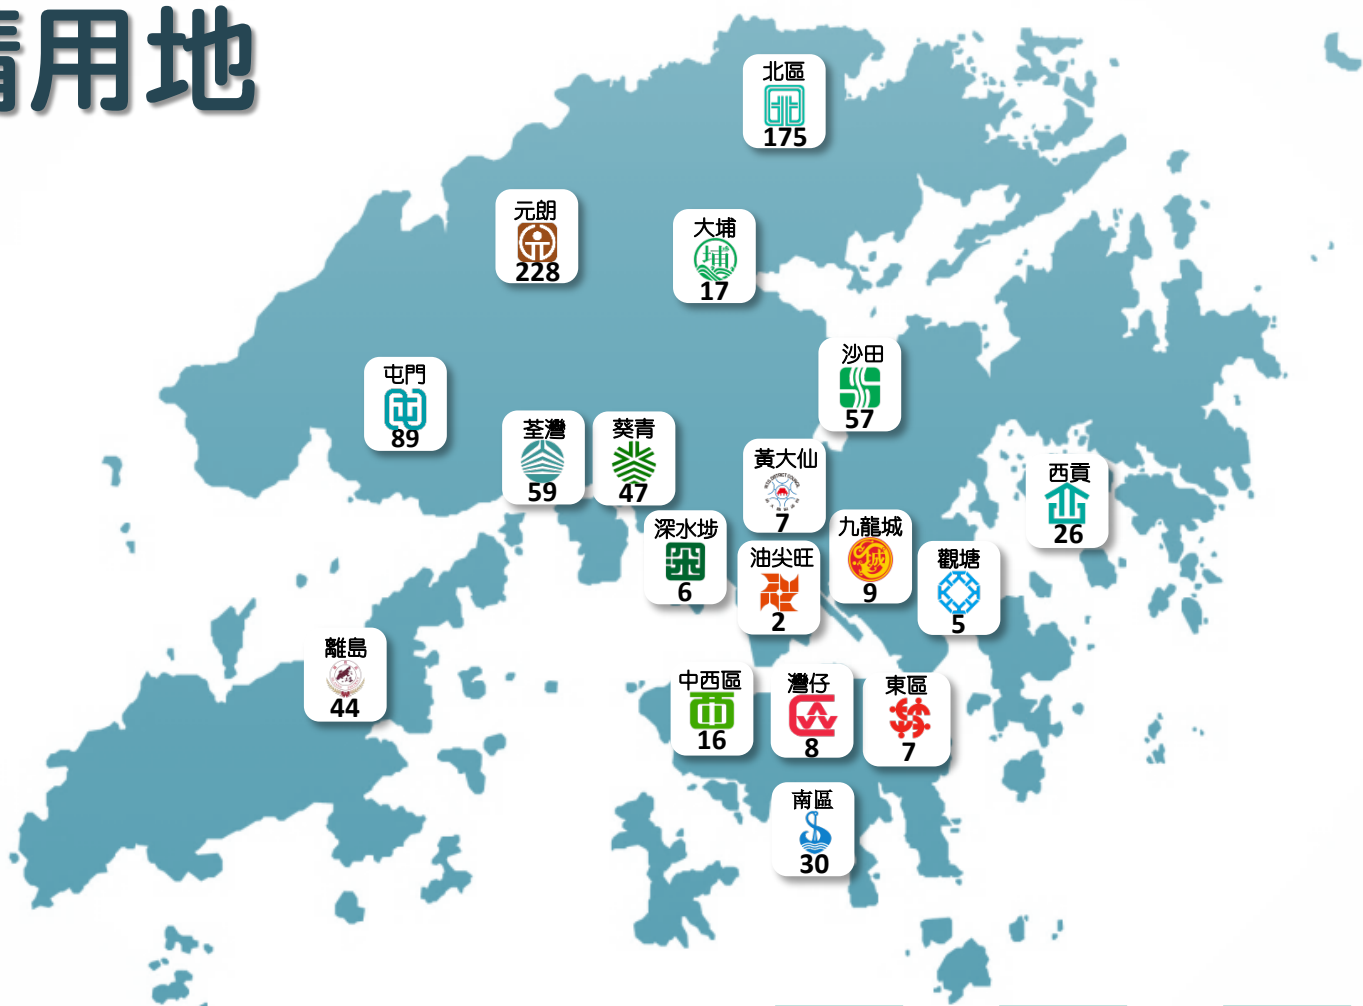 用地
北區
175
元朗
228
大埔
埔
17
沙田
57
屯門
89
荃灣
59
葵青
47
黃大仙
7
西貢
26
深水埗
6
油尖旺
2
九龍城
城
9
觀塘
5
離島
44
中西區
16
灣仔
8
東區
7
南區
30